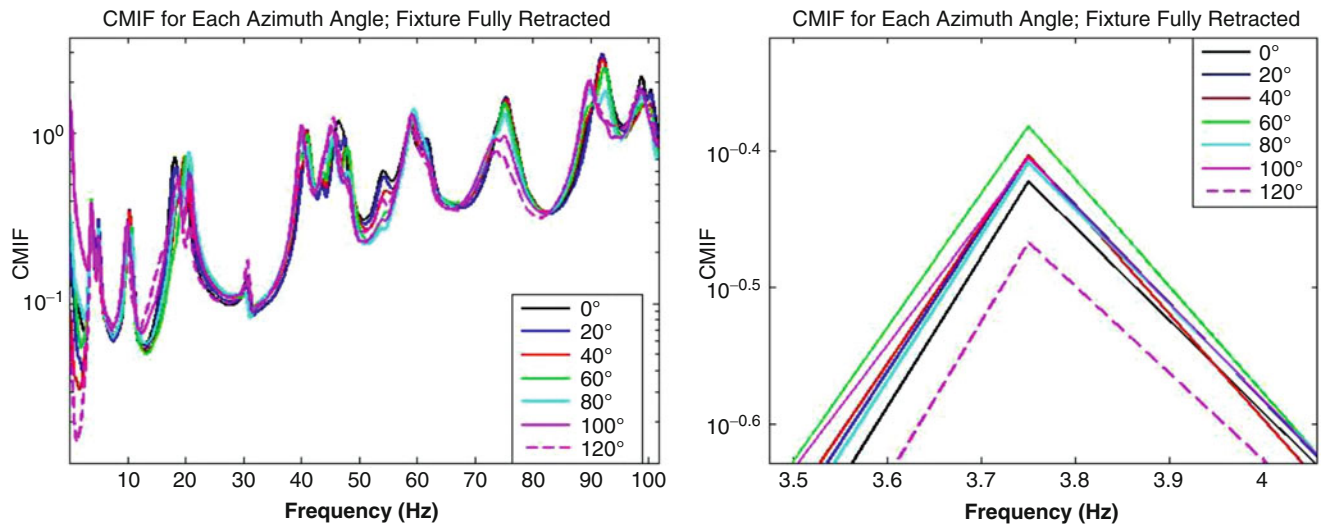 CMIF for Each Azimuth Angle; Fixture Fully Retracted
CMIF
10⁰
10⁻¹
0°
20°
40°
60°
80°
100°
120°
10 20 30 40 50 60 70 80 90 100
Frequency (Hz)
CMIF for Each Azimuth Angle; Fixture Fully Retracted
CMIF
10⁻⁰·⁴
10⁻⁰·⁵
10⁻⁰·⁶
0°
20°
40°
60°
80°
100°
120°
3.5 3.6 3.7 3.8 3.9 4
Frequency (Hz)